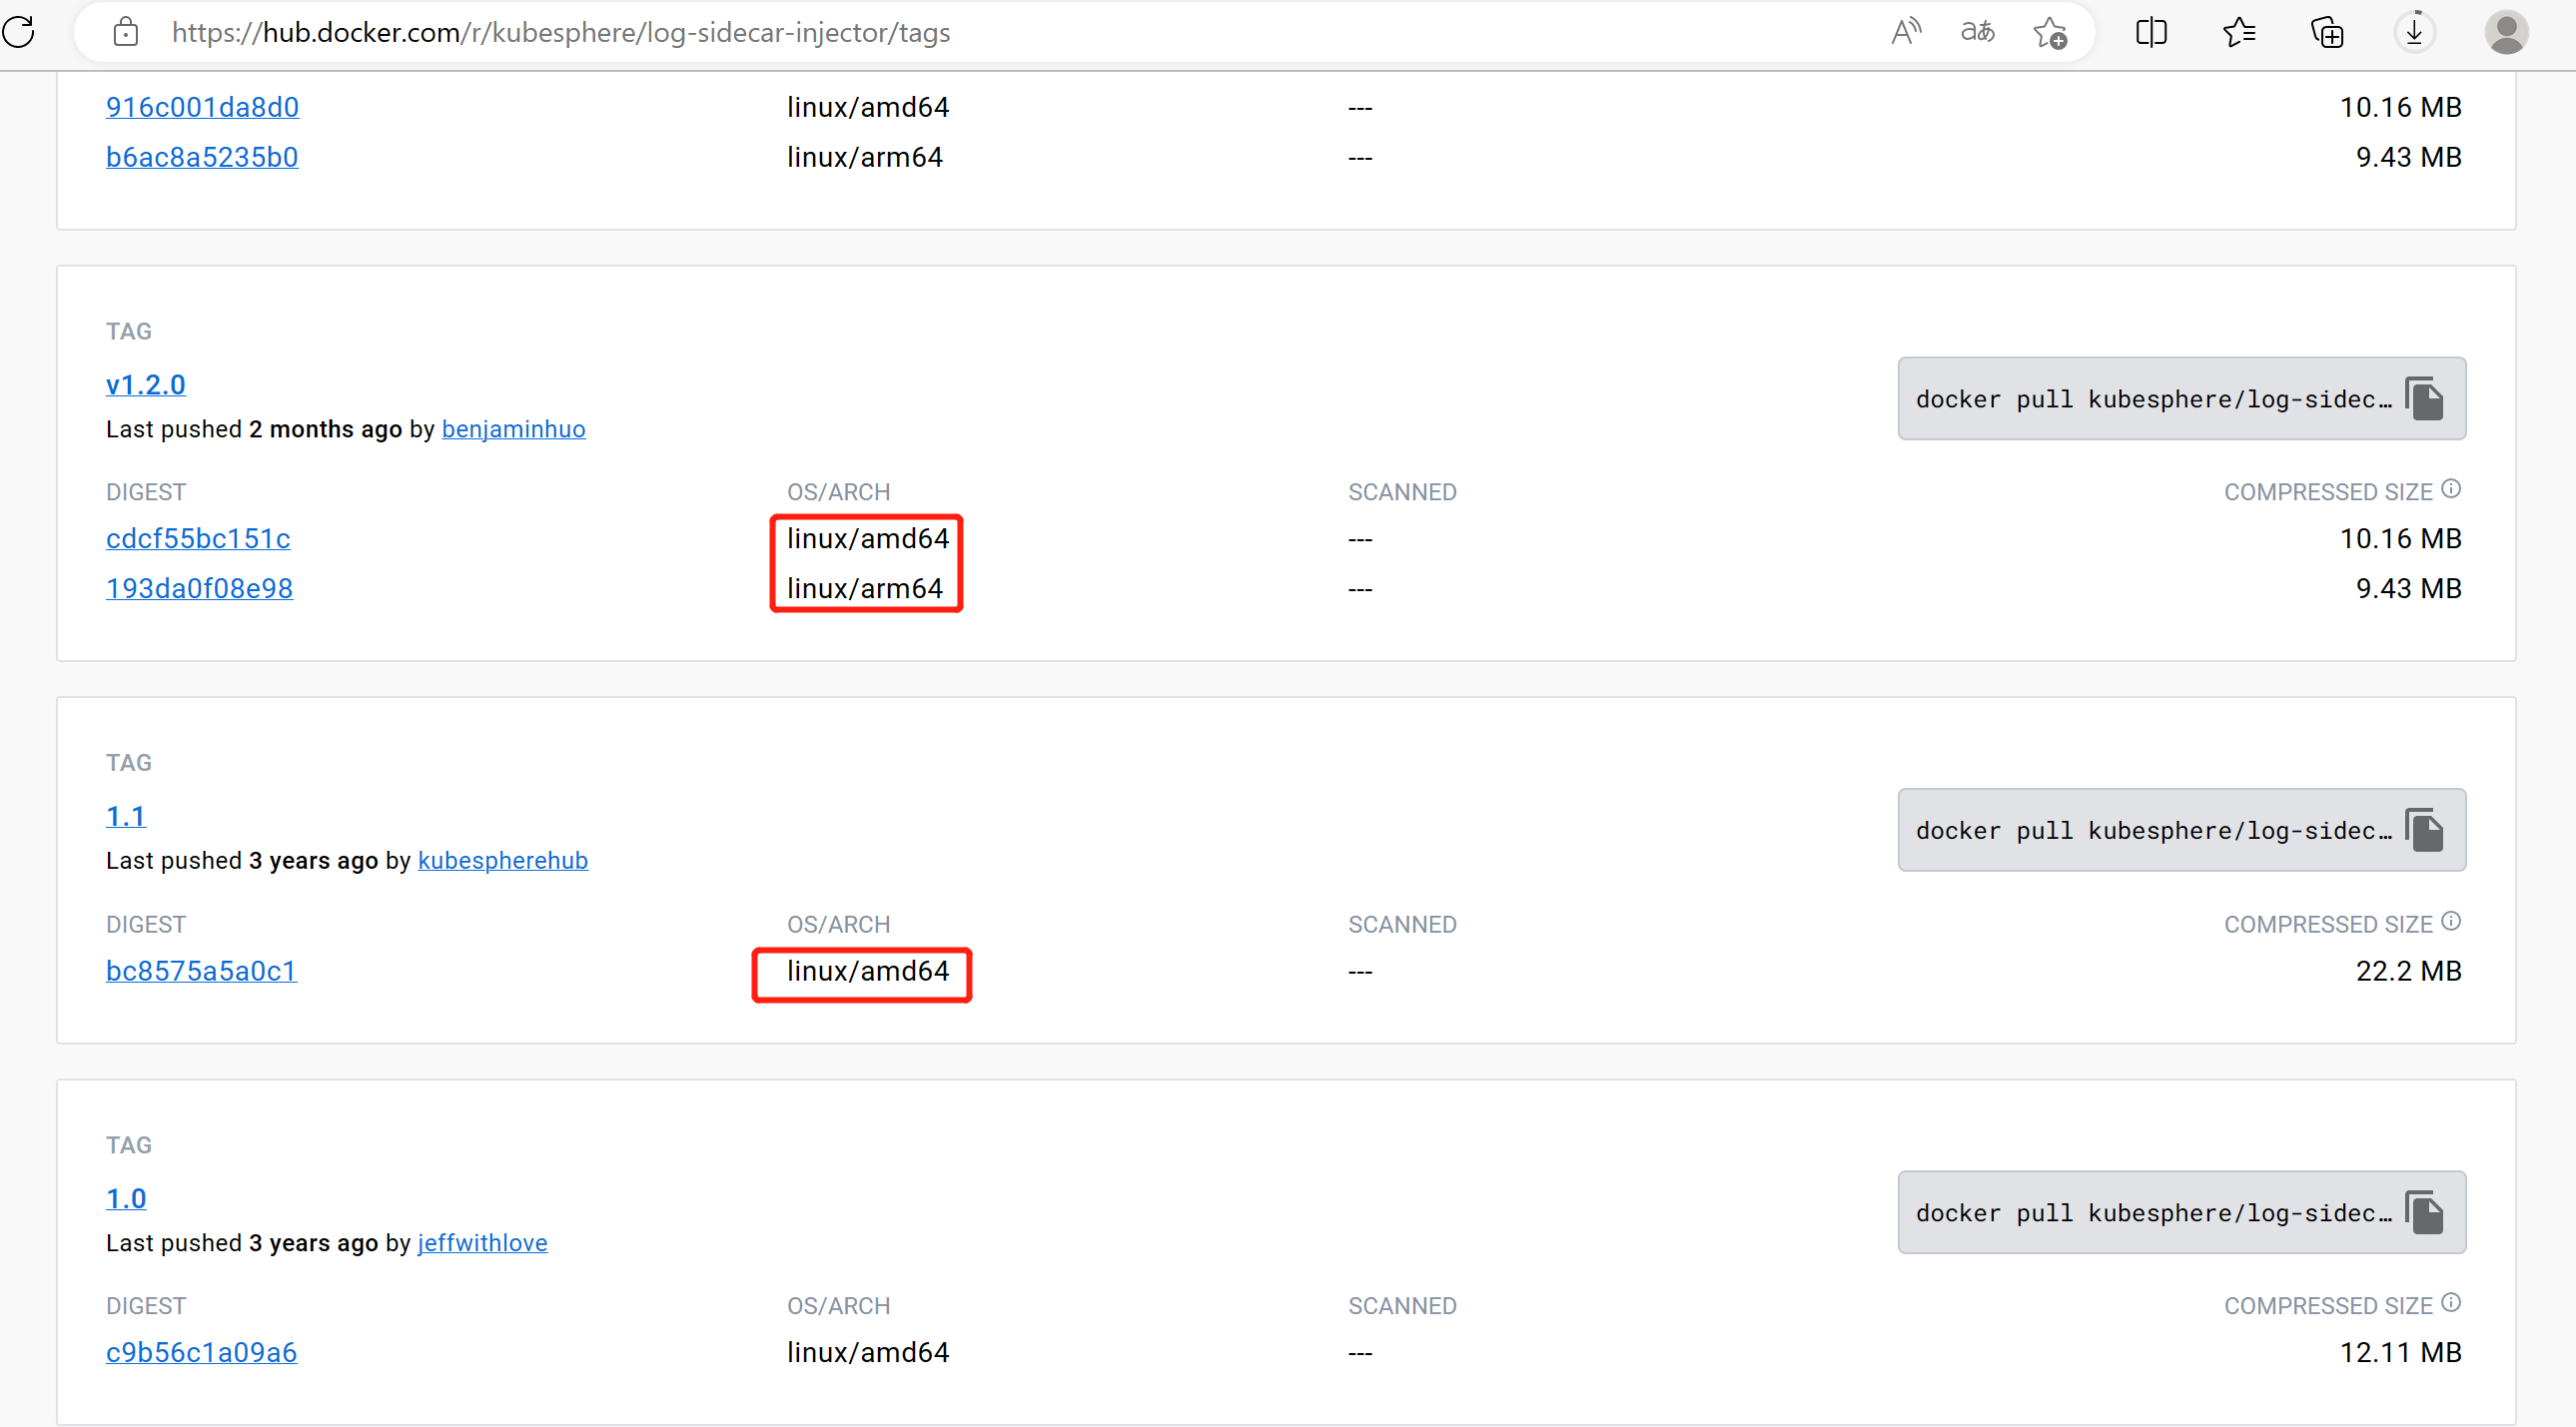 https://hub.docker.com/r/kubesphere/log-sidecar-injector/tags
916c001da8d0 linux/amd64 --- 10.16 MB
b6ac8a5235b0 linux/arm64 --- 9.43 MB
TAG
v1.2.0
docker pull kubesphere/log-sidec…
Last pushed 2 months ago by benjaminhuo
DIGEST OS/ARCH SCANNED COMPRESSED SIZE
cdcf55bc151c linux/amd64 --- 10.16 MB
193da0f08e98 linux/arm64 --- 9.43 MB
TAG
1.1
docker pull kubesphere/log-sidec…
Last pushed 3 years ago by kubespherehub
DIGEST OS/ARCH SCANNED COMPRESSED SIZE
bc8575a5a0c1 linux/amd64 --- 22.2 MB
TAG
1.0
docker pull kubesphere/log-sidec…
Last pushed 3 years ago by jeffwithlove
DIGEST OS/ARCH SCANNED COMPRESSED SIZE
c9b56c1a09a6 linux/amd64 --- 12.11 MB